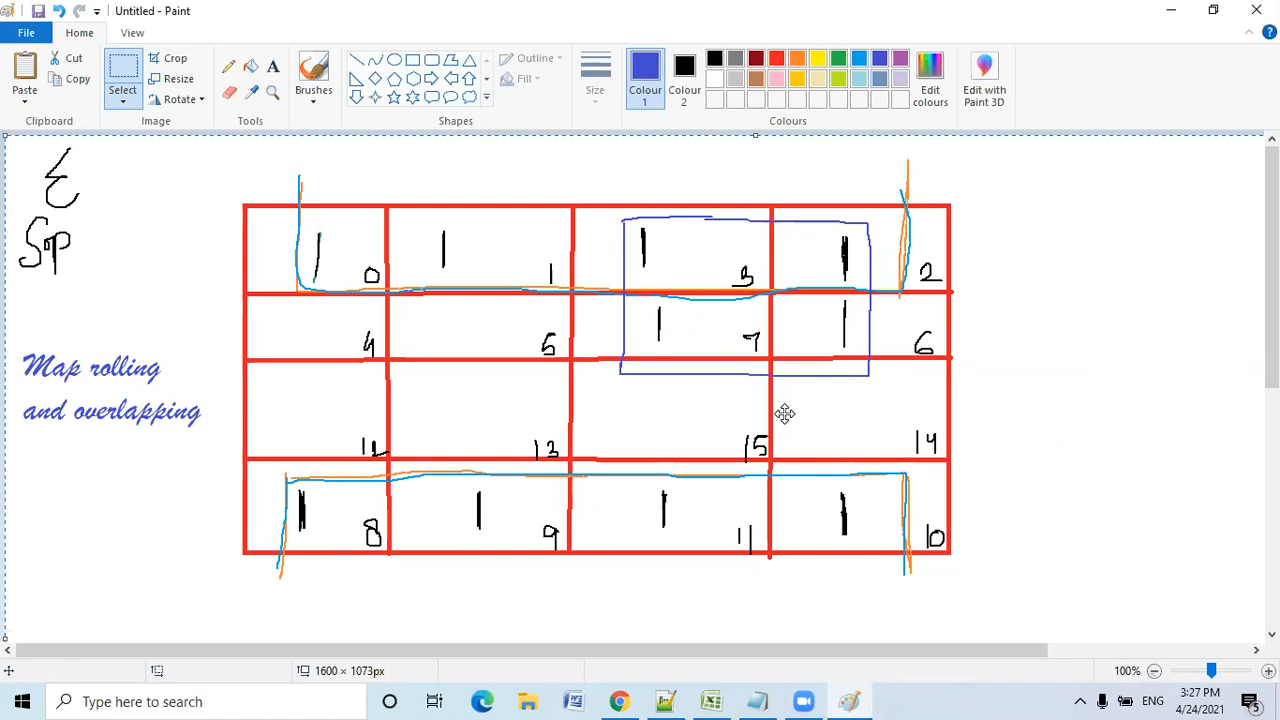 Untitled - Paint
File Home View
Paste
Cut
Copy
Clipboard
Select
Crop
Resize
Rotate
Image
A
Tools
Brushes
Shapes
Outline
Fill
Size
Colour 1
Colour 2
Edit colours
Edit with Paint 3D
Colours
Sop
Map rolling
and overlapping
1 0 1 1 1 3 1 2
4 5 1 7 1 6
12 13 15 14
1 8 1 9 1 11 1 10
1600 × 1073px
100%
Type here to search
ENG
3:27 PM
4/24/2021
5